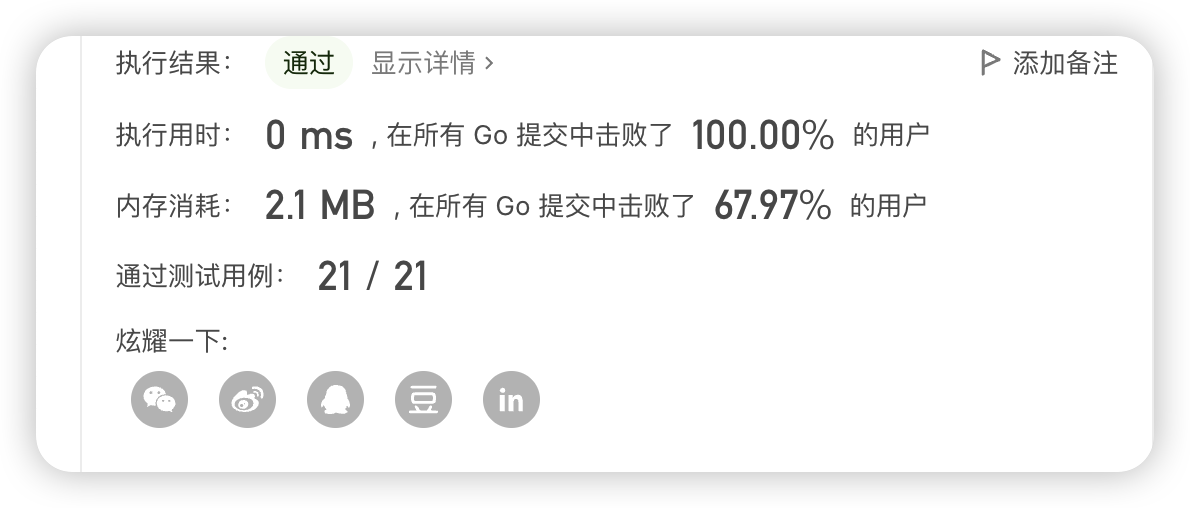 执行结果： 通过 显示详情 > 添加备注
执行用时： 0 ms , 在所有 Go 提交中击败了 100.00% 的用户
内存消耗： 2.1 MB , 在所有 Go 提交中击败了 67.97% 的用户
通过测试用例： 21 / 21
炫耀一下:
豆 in